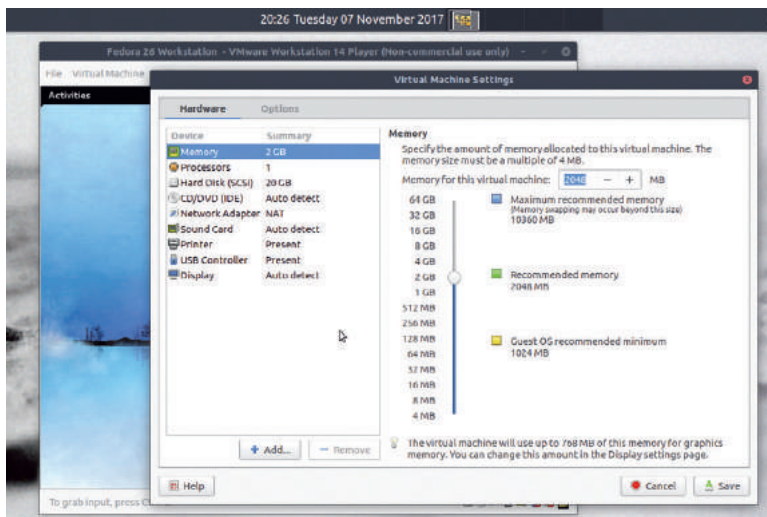 20:26 Tuesday 07 November 2017
Fedora 26 Workstation - VMware Workstation 14 Player (Non-commercial use only)
File Virtual Machine
Virtual Machine Settings
Activities
Hardware Options
Device Summary
Memory 2 GB
Processors 1
Hard Disk (SCSI) 20 GB
CD/DVD (IDE) Auto detect
Network Adapter NAT
Sound Card Auto detect
Printer Present
USB Controller Present
Display Auto detect
Add...
Remove
Memory
Specify the amount of memory allocated to this virtual machine. The
memory size must be a multiple of 4 MB.
Memory for this virtual machine: 2048 − + MB
64 GB
32 GB
16 GB
8 GB
4 GB
2 GB
1 GB
512 MB
256 MB
128 MB
64 MB
32 MB
16 MB
8 MB
4 MB
Maximum recommended memory
(Memory swapping may occur beyond this size)
10360 MB
Recommended memory
2048 MB
Guest OS recommended minimum
1024 MB
The virtual machine will use up to 768 MB of this memory for graphics
memory. You can change this amount in the Display settings page.
Help
Cancel
Save
To grab input, press C